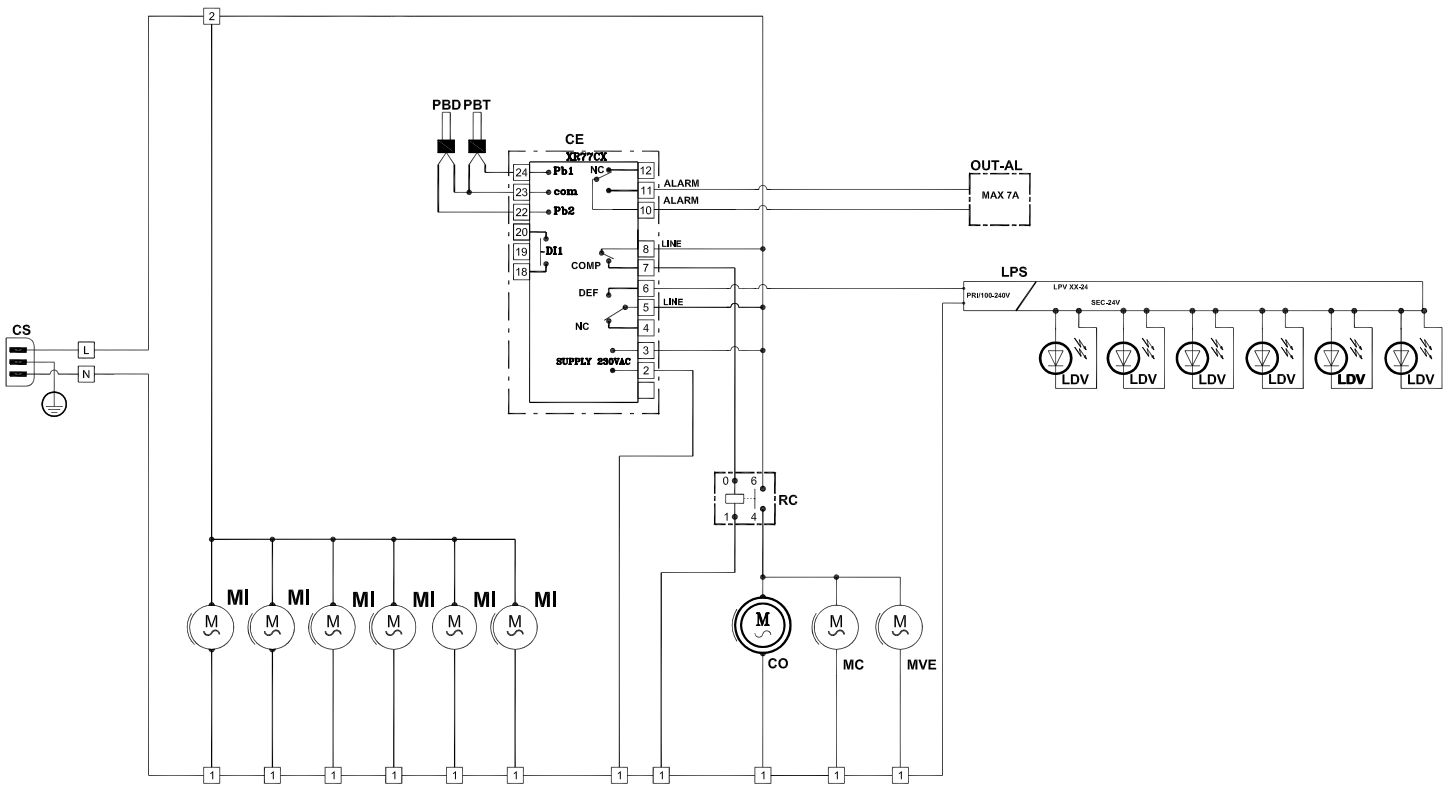 2
PBD PBT
CE
XR77CX
24 Pb1 NC 12
23 com 11 ALARM
22 Pb2 10 ALARM
OUT-AL
MAX 7A
20
19 DI1
18
8 LINE
COMP 7
DEF 6
5 LINE
NC 4
3
SUPPLY 230VAC
2
LPS
PRI/100-240V
LPV XX-24
SEC-24V
LDV LDV LDV LDV LDV LDV
CS
L
N
0 6
RC
1 4
MI MI MI MI MI MI
M M M M M M
M M M
CO MC MVE
1 1 1 1 1 1 1 1 1 1 1